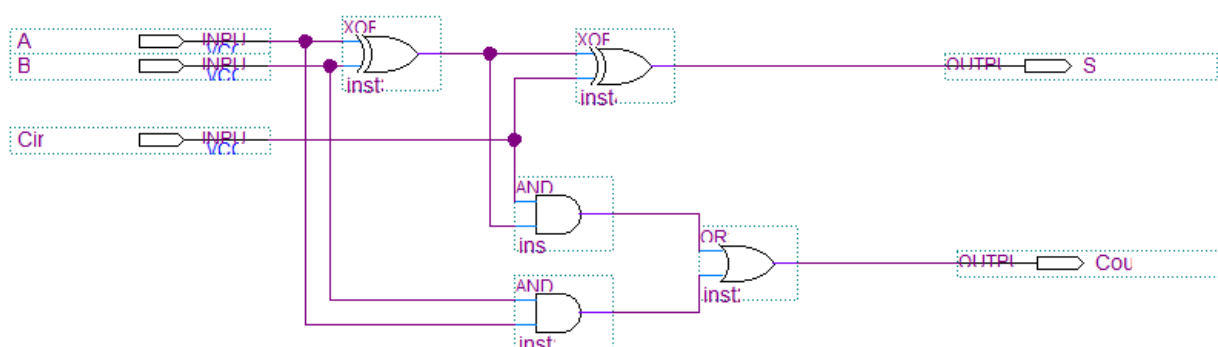 XOF
A INPU
VCC
B INPU
VCC
inst
XOF
inst
OUTPU S
Cir INPU
VCC
AND
ins
OR
inst
OUTPU Cou
AND
inst